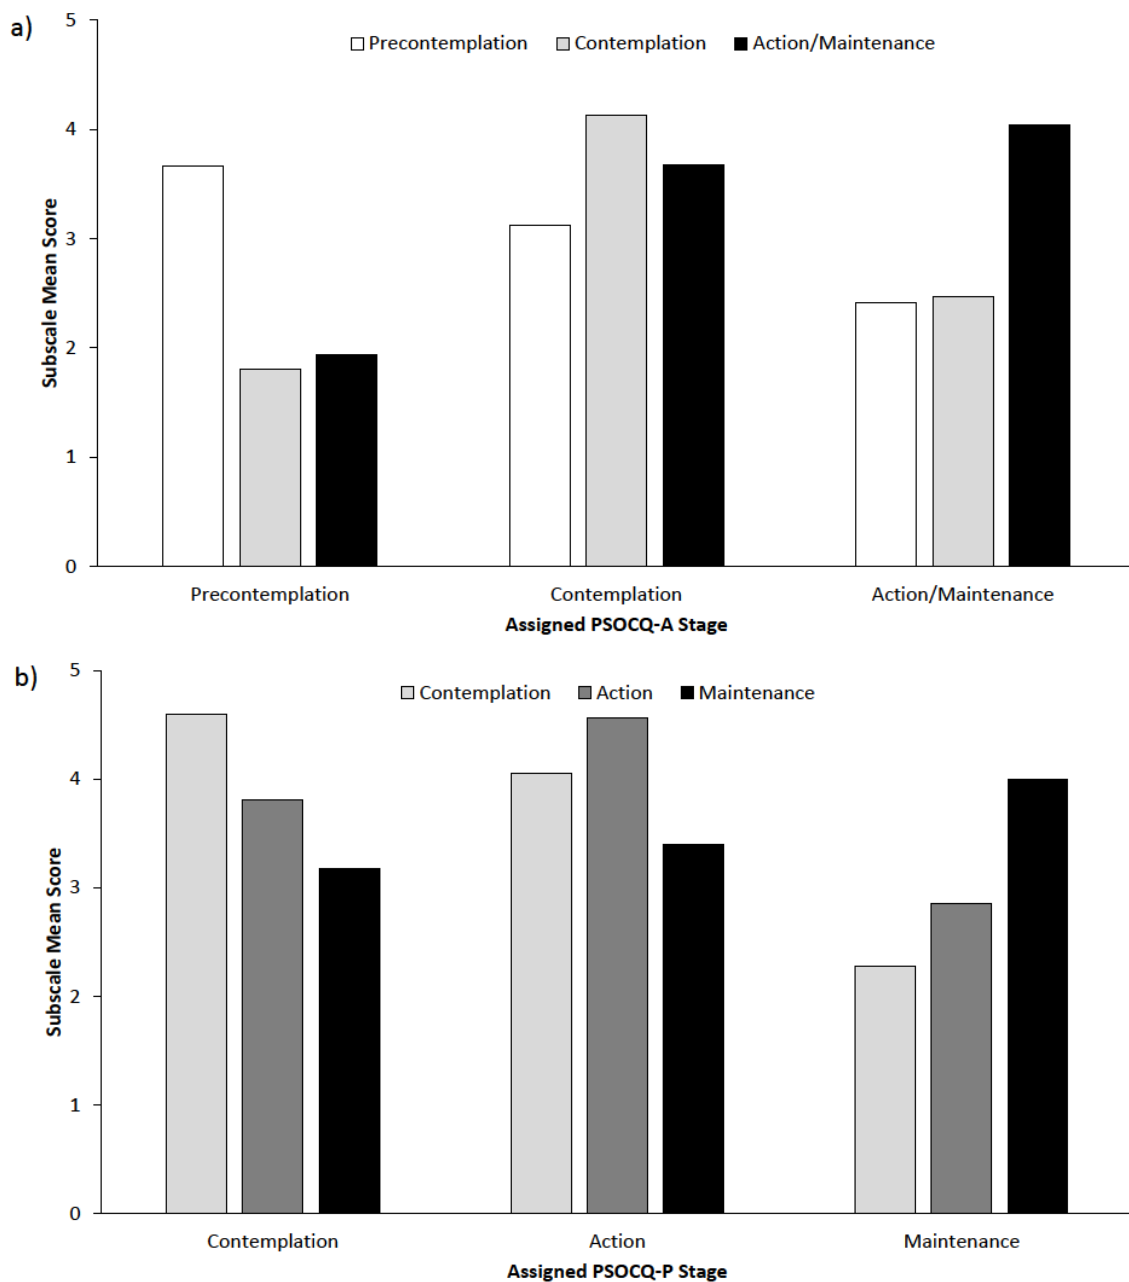 a)
Precontemplation Contemplation Action/Maintenance
Subscale Mean Score
5
4
3
2
1
0
Precontemplation Contemplation Action/Maintenance
Assigned PSOCQ-A Stage
b)
Contemplation Action Maintenance
Subscale Mean Score
5
4
3
2
1
0
Contemplation Action Maintenance
Assigned PSOCQ-P Stage